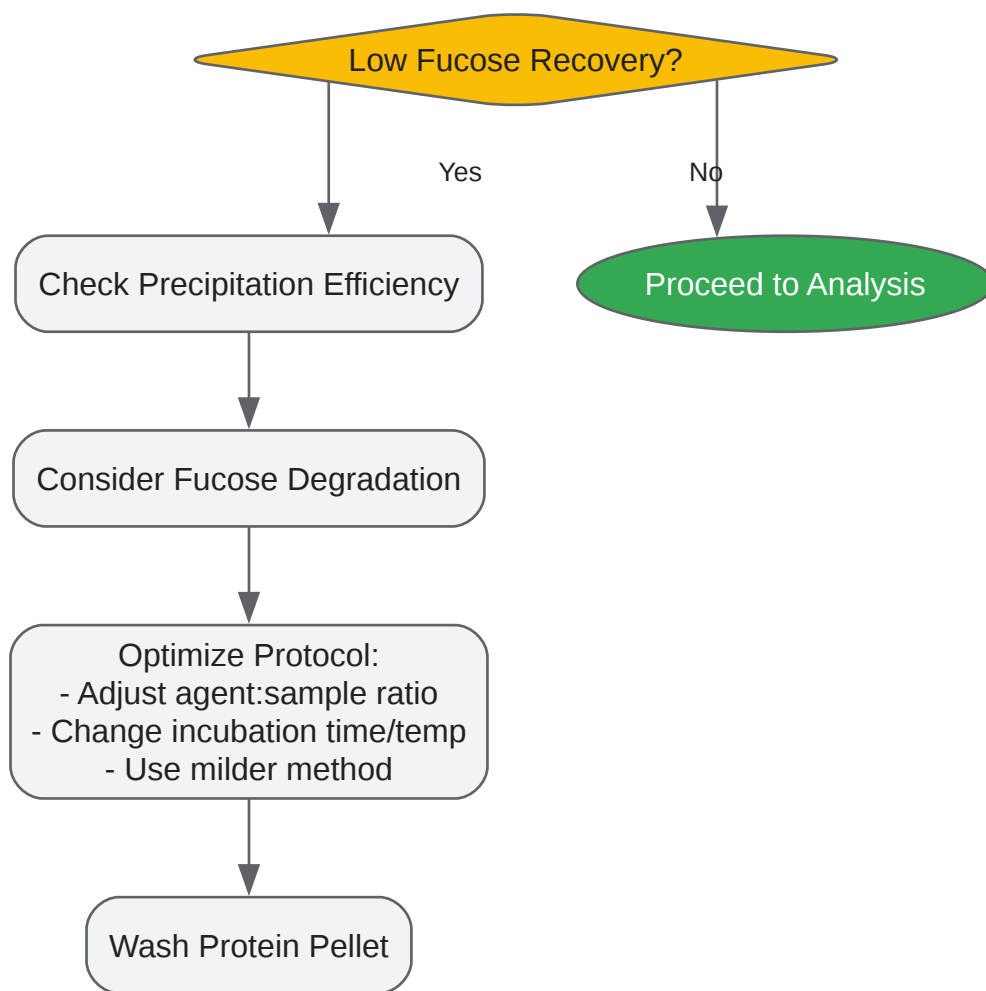 Low Fucose Recovery?
Yes
No
Check Precipitation Efficiency
Proceed to Analysis
Consider Fucose Degradation
Optimize Protocol:
- Adjust agent:sample ratio
- Change incubation time/temp
- Use milder method
Wash Protein Pellet